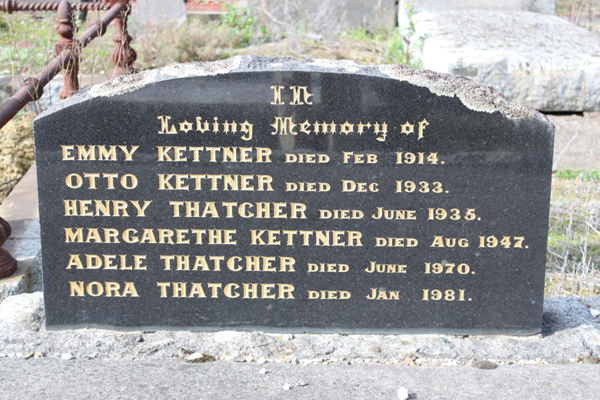 In
Loving Memory of
EMMY KETTNER DIED FEB 1914.
OTTO KETTNER DIED DEC 1933.
HENRY THATCHER DIED JUNE 1935.
MARGARETHE KETTNER DIED AUG 1947.
ADELE THATCHER DIED JUNE 1970.
NORA THATCHER DIED JAN 1981.